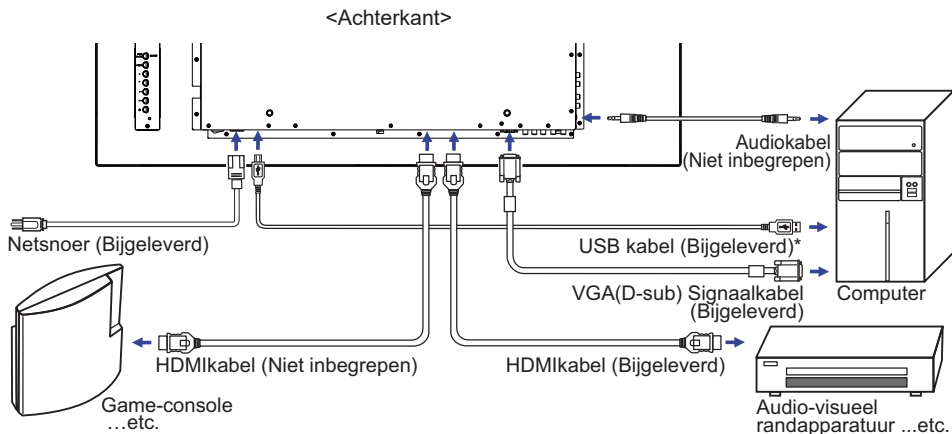 <Achterkant>
Audiokabel
(Niet inbegrepen)
Netsnoer (Bijgeleverd)
USB kabel (Bijgeleverd)*
VGA(D-sub) Signaalkabel
(Bijgeleverd)
Computer
HDMIkabel (Niet inbegrepen)
HDMIkabel (Bijgeleverd)
Game-console
...etc.
Audio-visueel
randapparatuur ...etc.